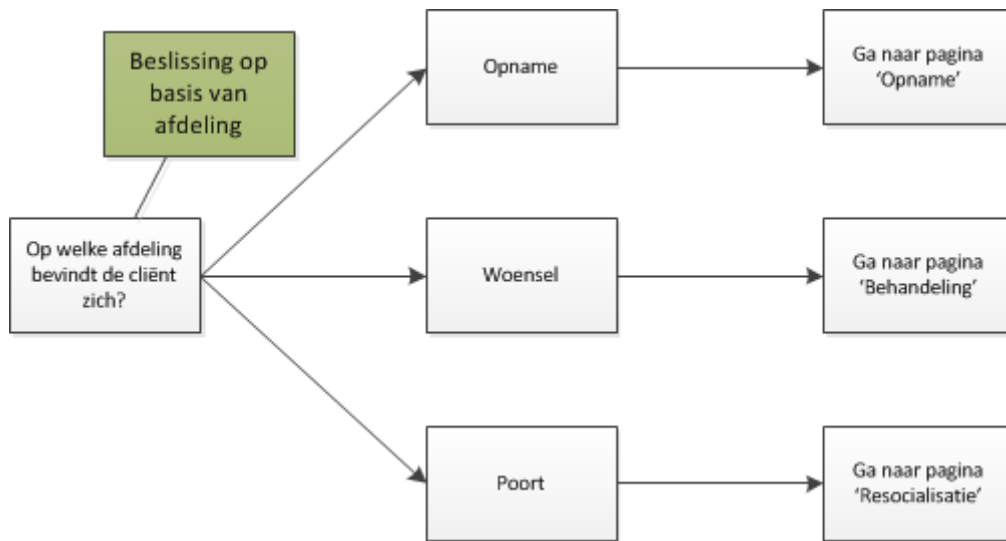 Beslissing op
basis van
afdeling
Op welke afdeling
bevindt de cliënt
zich?
Opname
Ga naar pagina
‘Opname’
Woensel
Ga naar pagina
‘Behandeling’
Poort
Ga naar pagina
‘Resocialisatie’